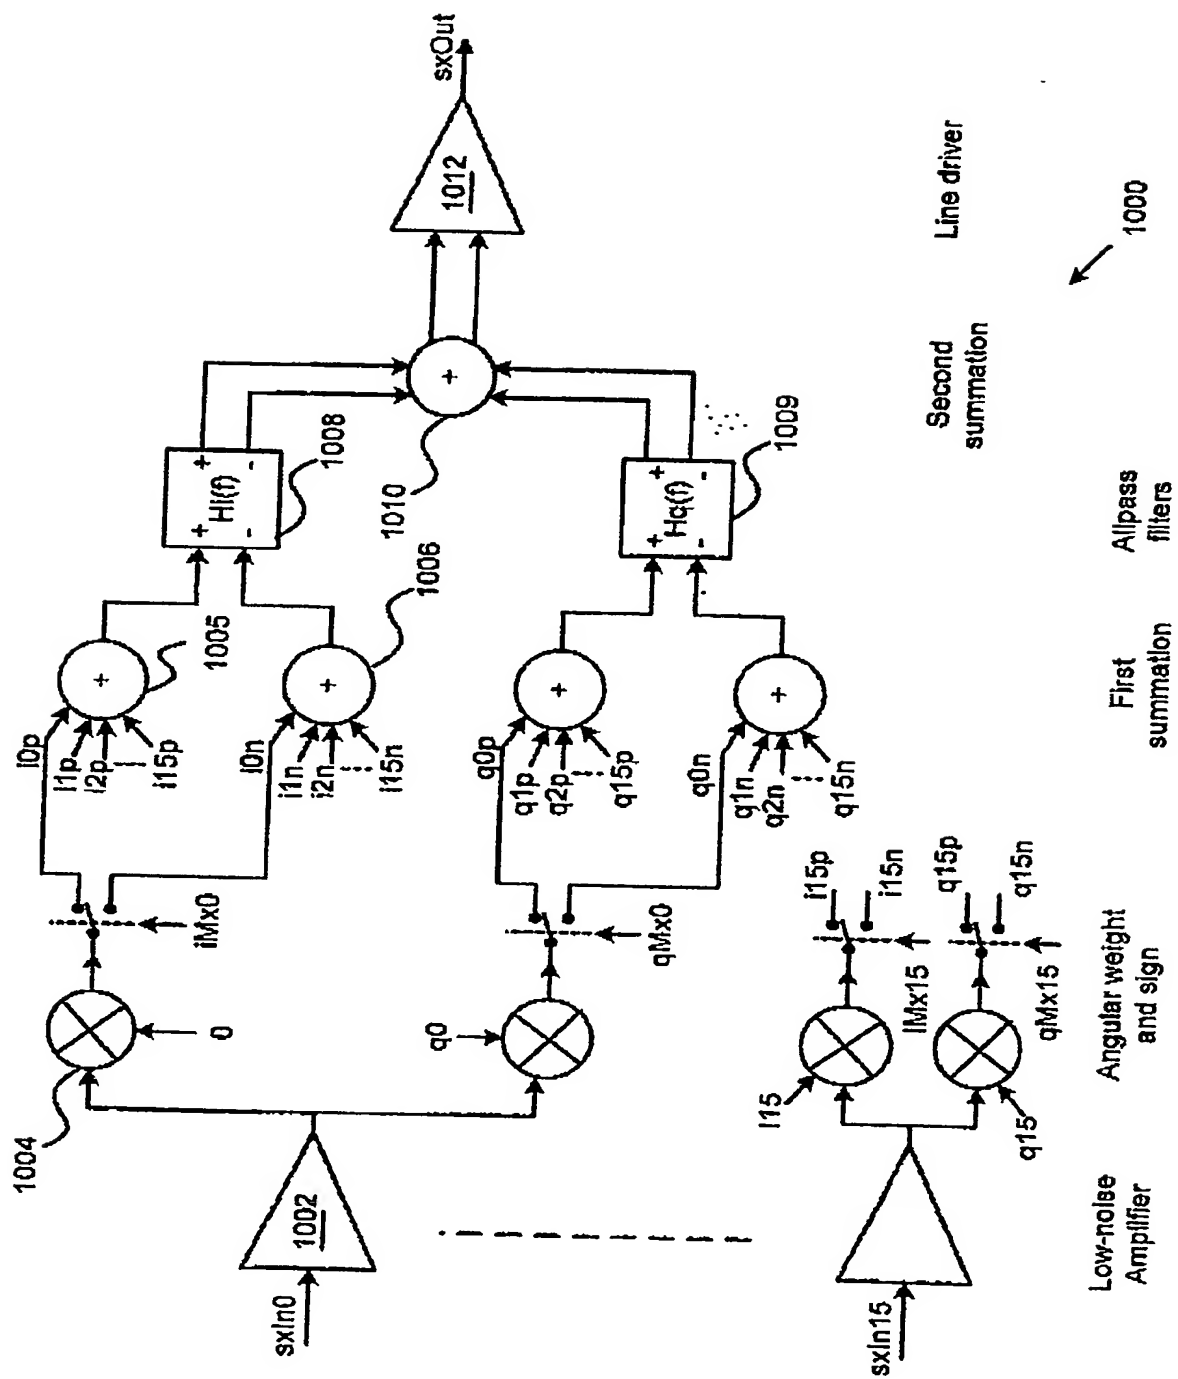 sxIn0
1002
1004
0
iMx0
i0p
i1p
i2p
i15p
+
1005
i0n
i1n
i2n
i15n
+
1006
+
-
Hi(f)
+
-
1008
q0
qMx0
q0p
q1p
q2p
q15p
+
q0n
q1n
q2n
q15n
+
+
-
Hq(f)
+
-
1009
+
1010
1012
sxOut
sxIn15
I15
q15
IMx15
qMx15
i15p
i15n
q15p
q15n
Low-noise
Amplifier
Angular weight
and sign
First
summation
Allpass
filters
Second
summation
Line driver
1000